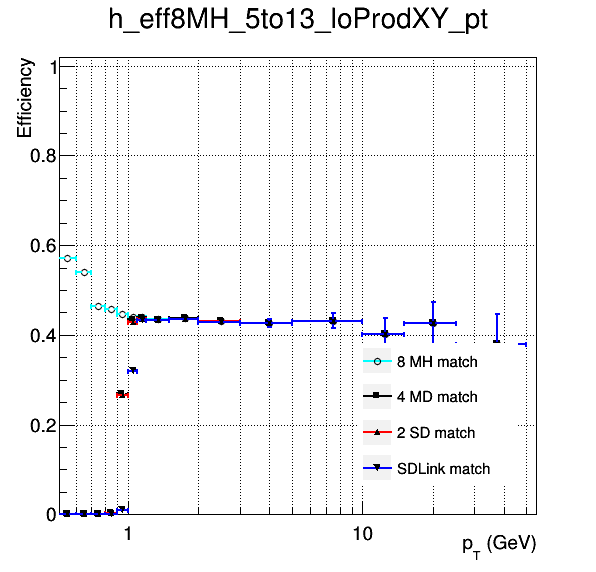 h_eff8MH_5to13_loProdXY_pt
Efficiency
1
0.8
0.6
0.4
0.2
0
8 MH match
4 MD match
2 SD match
SDLink match
1
10
p_T (GeV)